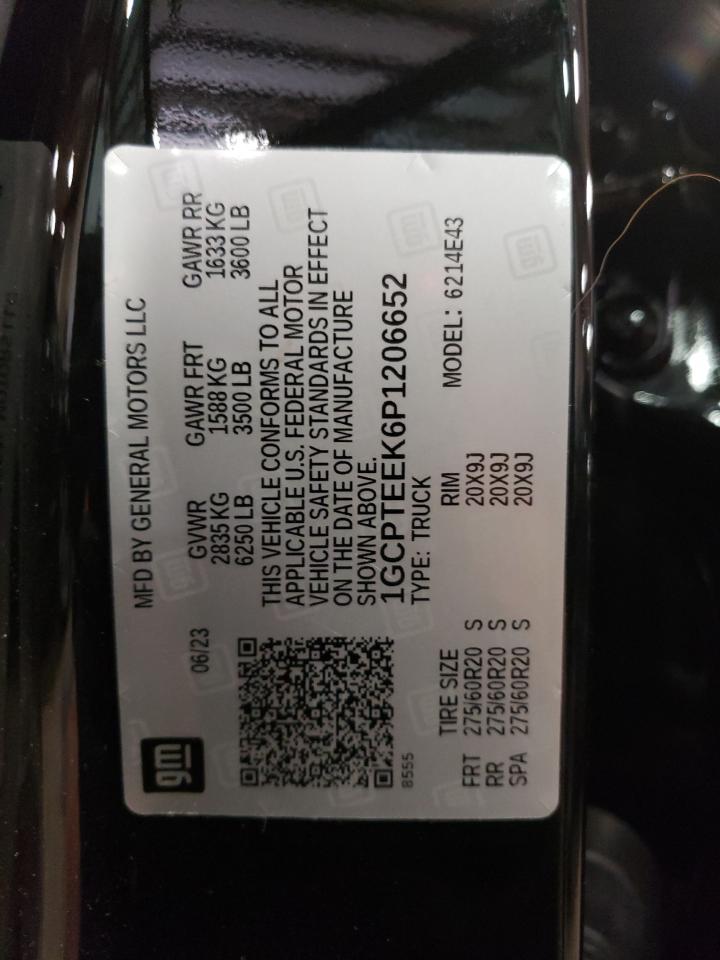 gm
MFD BY GENERAL MOTORS LLC
06/23
GVWR GAWR FRT GAWR RR
2835 KG 1588 KG 1633 KG
6250 LB 3500 LB 3600 LB
THIS VEHICLE CONFORMS TO ALL
APPLICABLE U.S. FEDERAL MOTOR
VEHICLE SAFETY STANDARDS IN EFFECT
ON THE DATE OF MANUFACTURE
SHOWN ABOVE.
1GCPTEEK6P1206652
TYPE: TRUCK
8555
MODEL: 6214E43
TIRE SIZE RIM
FRT 275/60R20 S 20X9J
RR 275/60R20 S 20X9J
SPA 275/60R20 S 20X9J